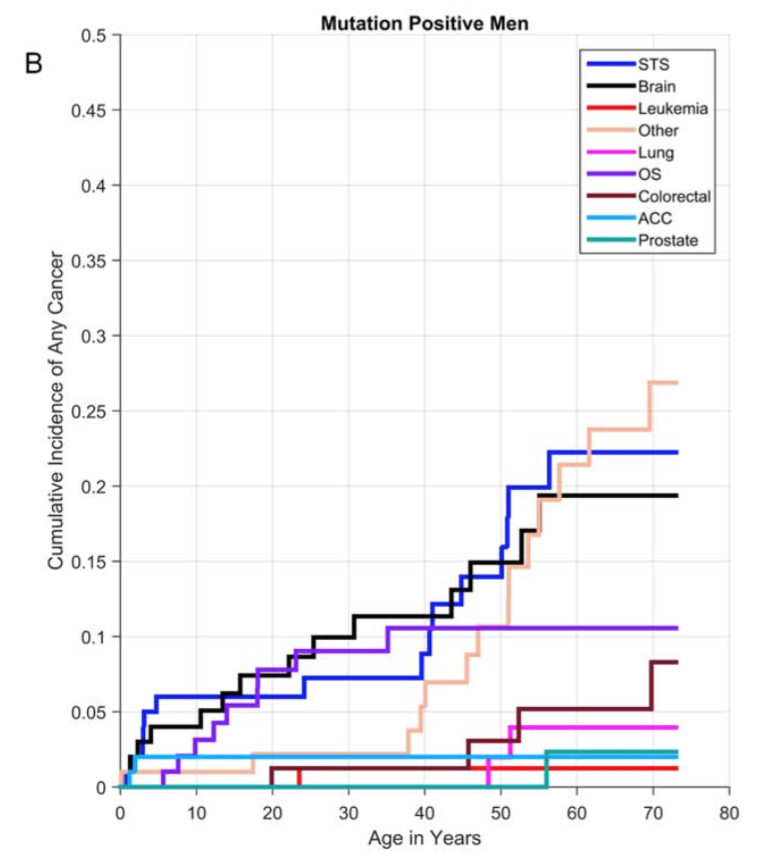 Mutation Positive Men
B
0.5
0.45
0.4
0.35
0.3
0.25
0.2
0.15
0.1
0.05
0
Cumulative Incidence of Any Cancer
STS
Brain
Leukemia
Other
Lung
OS
Colorectal
ACC
Prostate
0 10 20 30 40 50 60 70 80
Age in Years